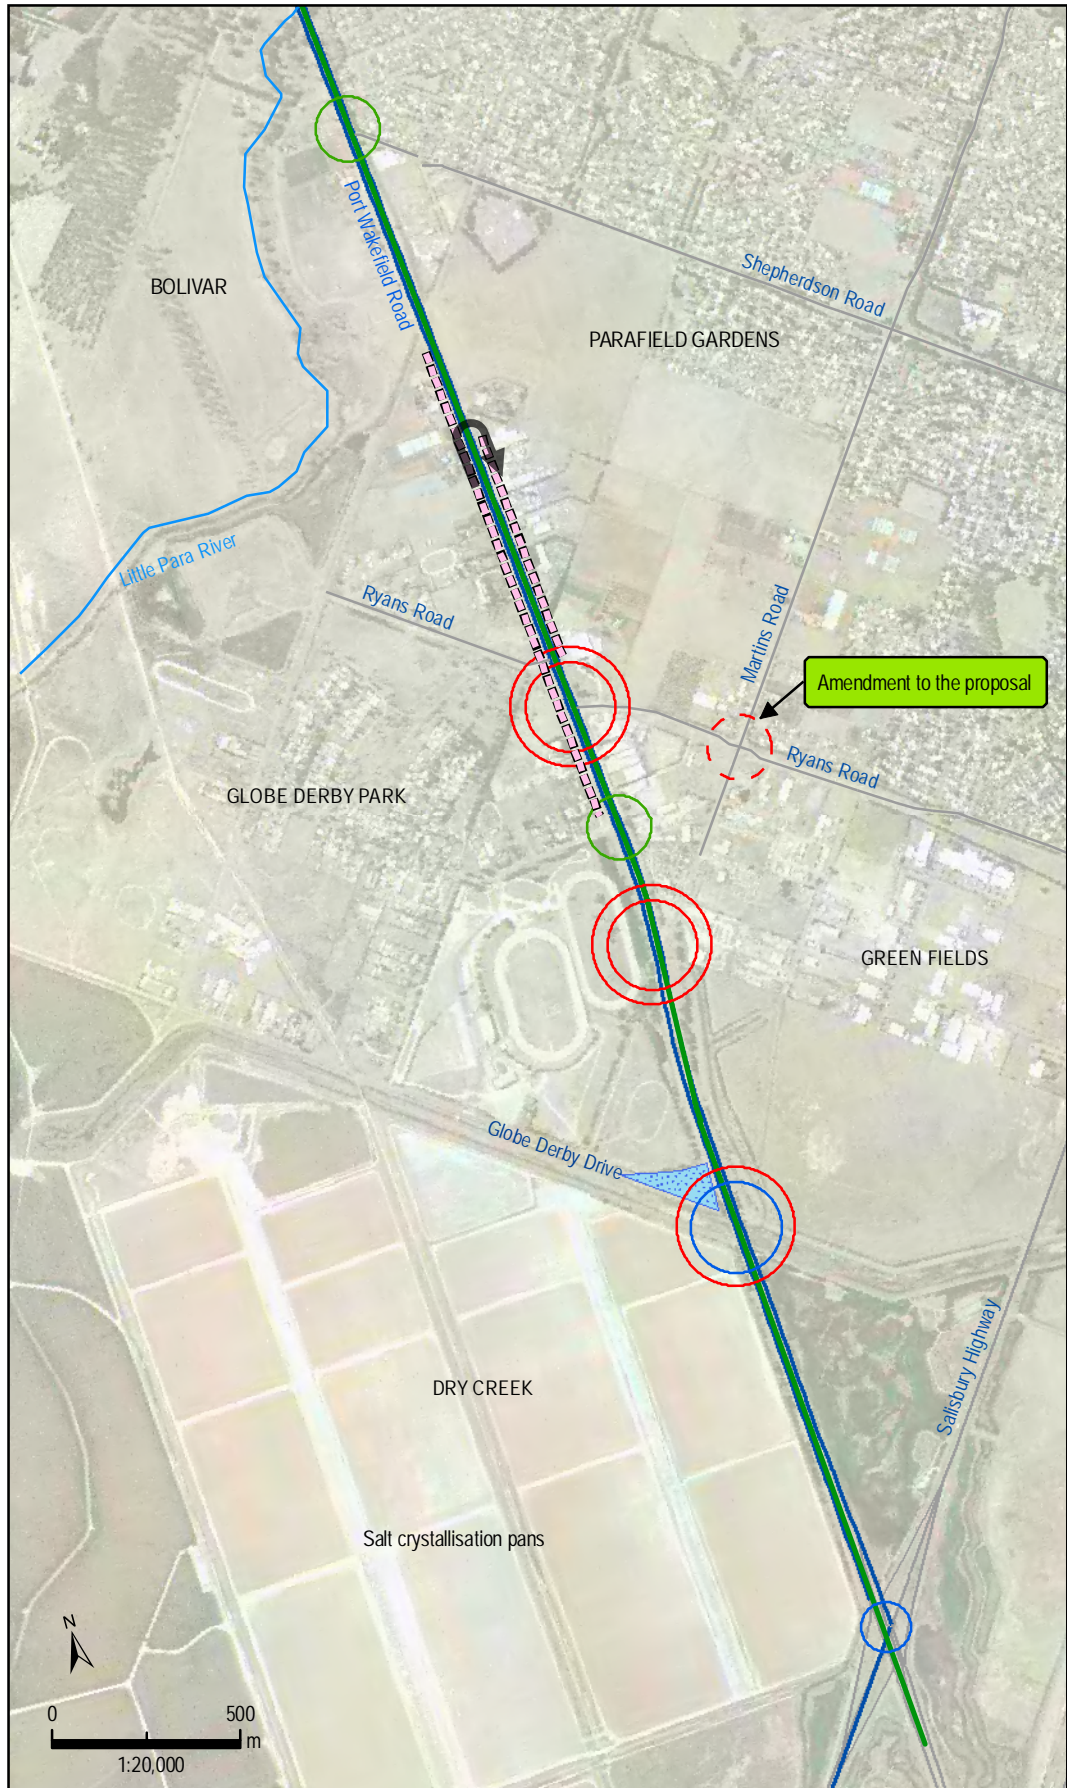 Port Wakefield Road
BOLIVAR
Shepherdson Road
PARAFIELD GARDENS
Little Para River
Ryans Road
Martins Road
Amendment to the proposal
Ryans Road
GLOBE DERBY PARK
GREEN FIELDS
Globe Derby Drive
Salisbury Highway
DRY CREEK
Salt crystallisation pans
N
0 500
m
1:20,000